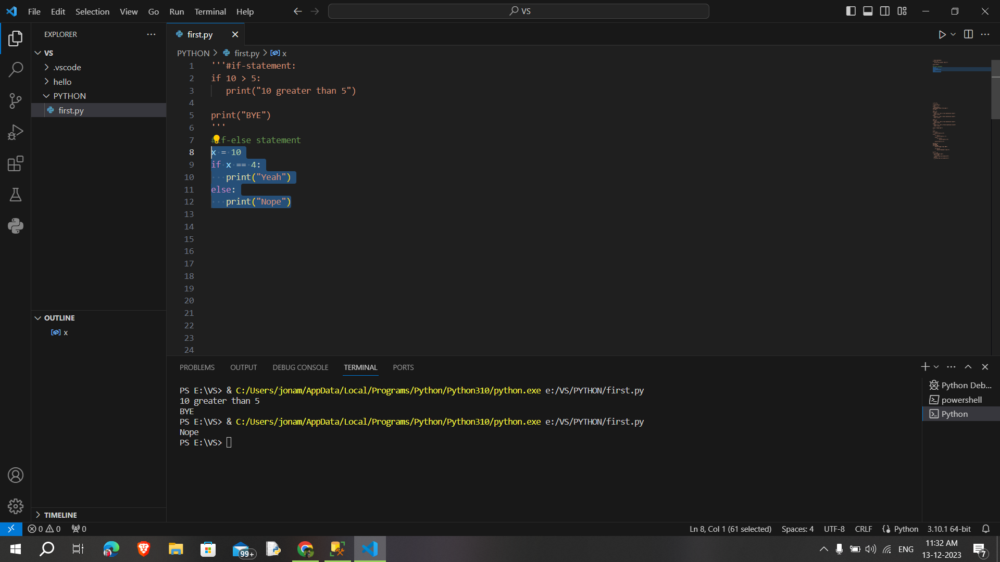 File Edit Selection View Go Run Terminal Help
VS
EXPLORER
VS
.vscode
hello
PYTHON
first.py
OUTLINE
x
TIMELINE
first.py
PYTHON > first.py > x
1 '''#if-statement:
2 if 10 > 5:
3 print("10 greater than 5")
4
5 print("BYE")
6 '''
7 #if-else statement
8 x = 10
9 if x == 4:
10 print("Yeah")
11 else:
12 print("Nope")
13
14
15
16
17
18
19
20
21
22
23
24
PROBLEMS OUTPUT DEBUG CONSOLE TERMINAL PORTS
PS E:\VS> & C:/Users/jonam/AppData/Local/Programs/Python/Python310/python.exe e:/VS/PYTHON/first.py
10 greater than 5
BYE
PS E:\VS> & C:/Users/jonam/AppData/Local/Programs/Python/Python310/python.exe e:/VS/PYTHON/first.py
Nope
PS E:\VS>
Python Deb...
powershell
Python
0 0 0
Ln 8, Col 1 (61 selected) Spaces: 4 UTF-8 CRLF Python 3.10.1 64-bit
99+
ENG
11:32 AM
13-12-2023
7